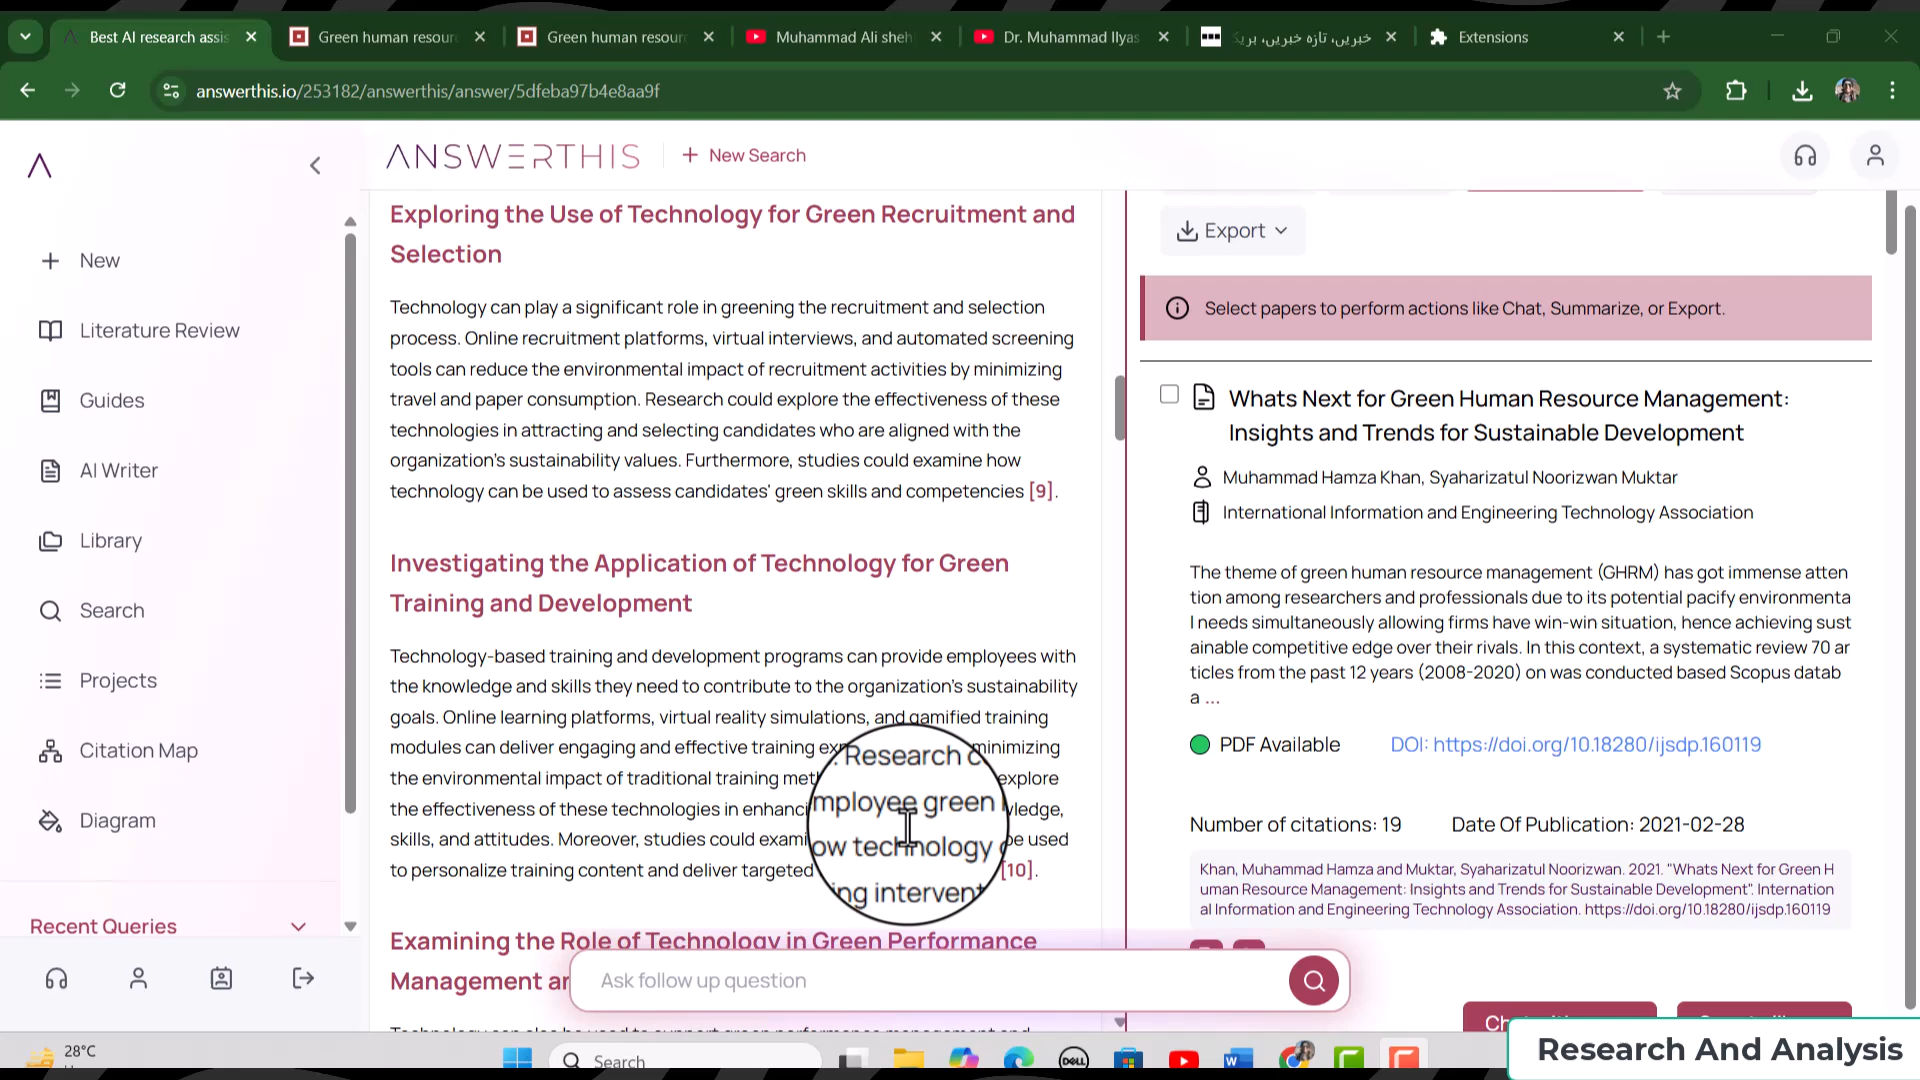 Best AI research assis
Green human resour
Green human resour
Muhammad Ali sheh
Dr. Muhammad Ilyas
خبریں، تازہ خبریں، بریک
Extensions
answerthis.io/253182/answerthis/answer/5dfeba97b4e8aa9f
ANSWERTHIS
New Search
New
Literature Review
Guides
AI Writer
Library
Search
Projects
Citation Map
Diagram
Recent Queries
Exploring the Use of Technology for Green Recruitment and
Selection
Technology can play a significant role in greening the recruitment and selection
process. Online recruitment platforms, virtual interviews, and automated screening
tools can reduce the environmental impact of recruitment activities by minimizing
travel and paper consumption. Research could explore the effectiveness of these
technologies in attracting and selecting candidates who are aligned with the
organization's sustainability values. Furthermore, studies could examine how
technology can be used to assess candidates' green skills and competencies [9].
Investigating the Application of Technology for Green
Training and Development
Technology-based training and development programs can provide employees with
the knowledge and skills they need to contribute to the organization's sustainability
goals. Online learning platforms, virtual reality simulations, and gamified training
modules can deliver engaging and effective training ex minimizing
the environmental impact of traditional training met . Research c explore
the effectiveness of these technologies in enhanci mployee green wledge,
skills, and attitudes. Moreover, studies could exami ow technology be used
to personalize training content and deliver targeted ing intervent [10].
Examining the Role of Technology in Green Performance
Management an
Ask follow up question
Export
Select papers to perform actions like Chat, Summarize, or Export.
Whats Next for Green Human Resource Management:
Insights and Trends for Sustainable Development
Muhammad Hamza Khan, Syaharizatul Noorizwan Muktar
International Information and Engineering Technology Association
The theme of green human resource management (GHRM) has got immense atten
tion among researchers and professionals due to its potential pacify environmenta
l needs simultaneously allowing firms have win-win situation, hence achieving sust
ainable competitive edge over their rivals. In this context, a systematic review 70 ar
ticles from the past 12 years (2008-2020) on was conducted based Scopus datab
a ...
PDF Available
DOI: https://doi.org/10.18280/ijsdp.160119
Number of citations: 19
Date Of Publication: 2021-02-28
Khan, Muhammad Hamza and Muktar, Syaharizatul Noorizwan. 2021. "Whats Next for Green H
uman Resource Management: Insights and Trends for Sustainable Development". Internation
al Information and Engineering Technology Association. https://doi.org/10.18280/ijsdp.160119
28°C
Search
DELL
Research And Analysis